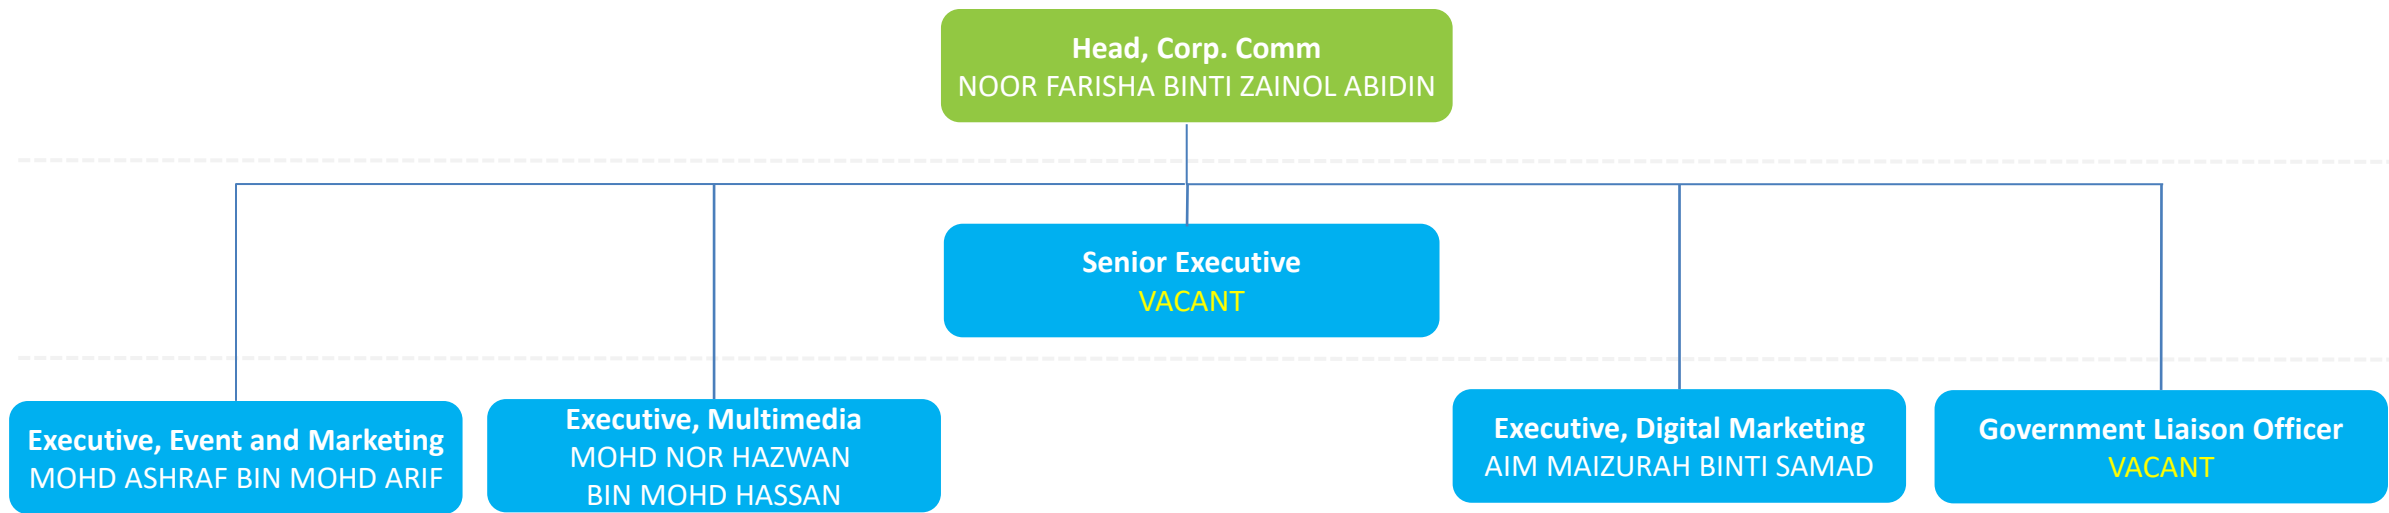 Head, Corp. Comm
NOOR FARISHA BINTI ZAINOL ABIDIN
Senior Executive
VACANT
Executive, Event and Marketing
MOHD ASHRAF BIN MOHD ARIF
Executive, Multimedia
MOHD NOR HAZWAN
BIN MOHD HASSAN
Executive, Digital Marketing
AIM MAIZURAH BINTI SAMAD
Government Liaison Officer
VACANT